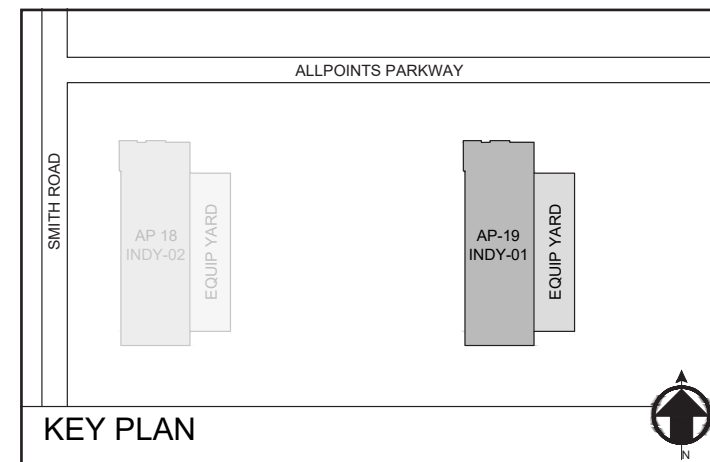 ALLPOINTS PARKWAY
SMITH ROAD
AP 18
INDY-02
EQUIP YARD
AP-19
INDY-01
EQUIP YARD
KEY PLAN
N